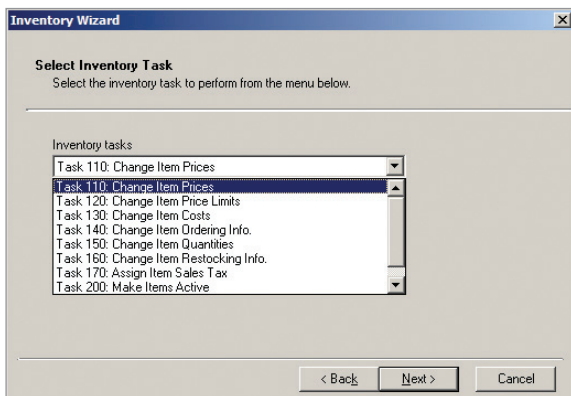 Inventory Wizard
Select Inventory Task
Select the inventory task to perform from the menu below.
Inventory tasks
Task 110: Change Item Prices
Task 110: Change Item Prices
Task 120: Change Item Price Limits
Task 130: Change Item Costs
Task 140: Change Item Ordering Info.
Task 150: Change Item Quantities
Task 160: Change Item Restocking Info.
Task 170: Assign Item Sales Tax
Task 200: Make Items Active
< Back Next > Cancel